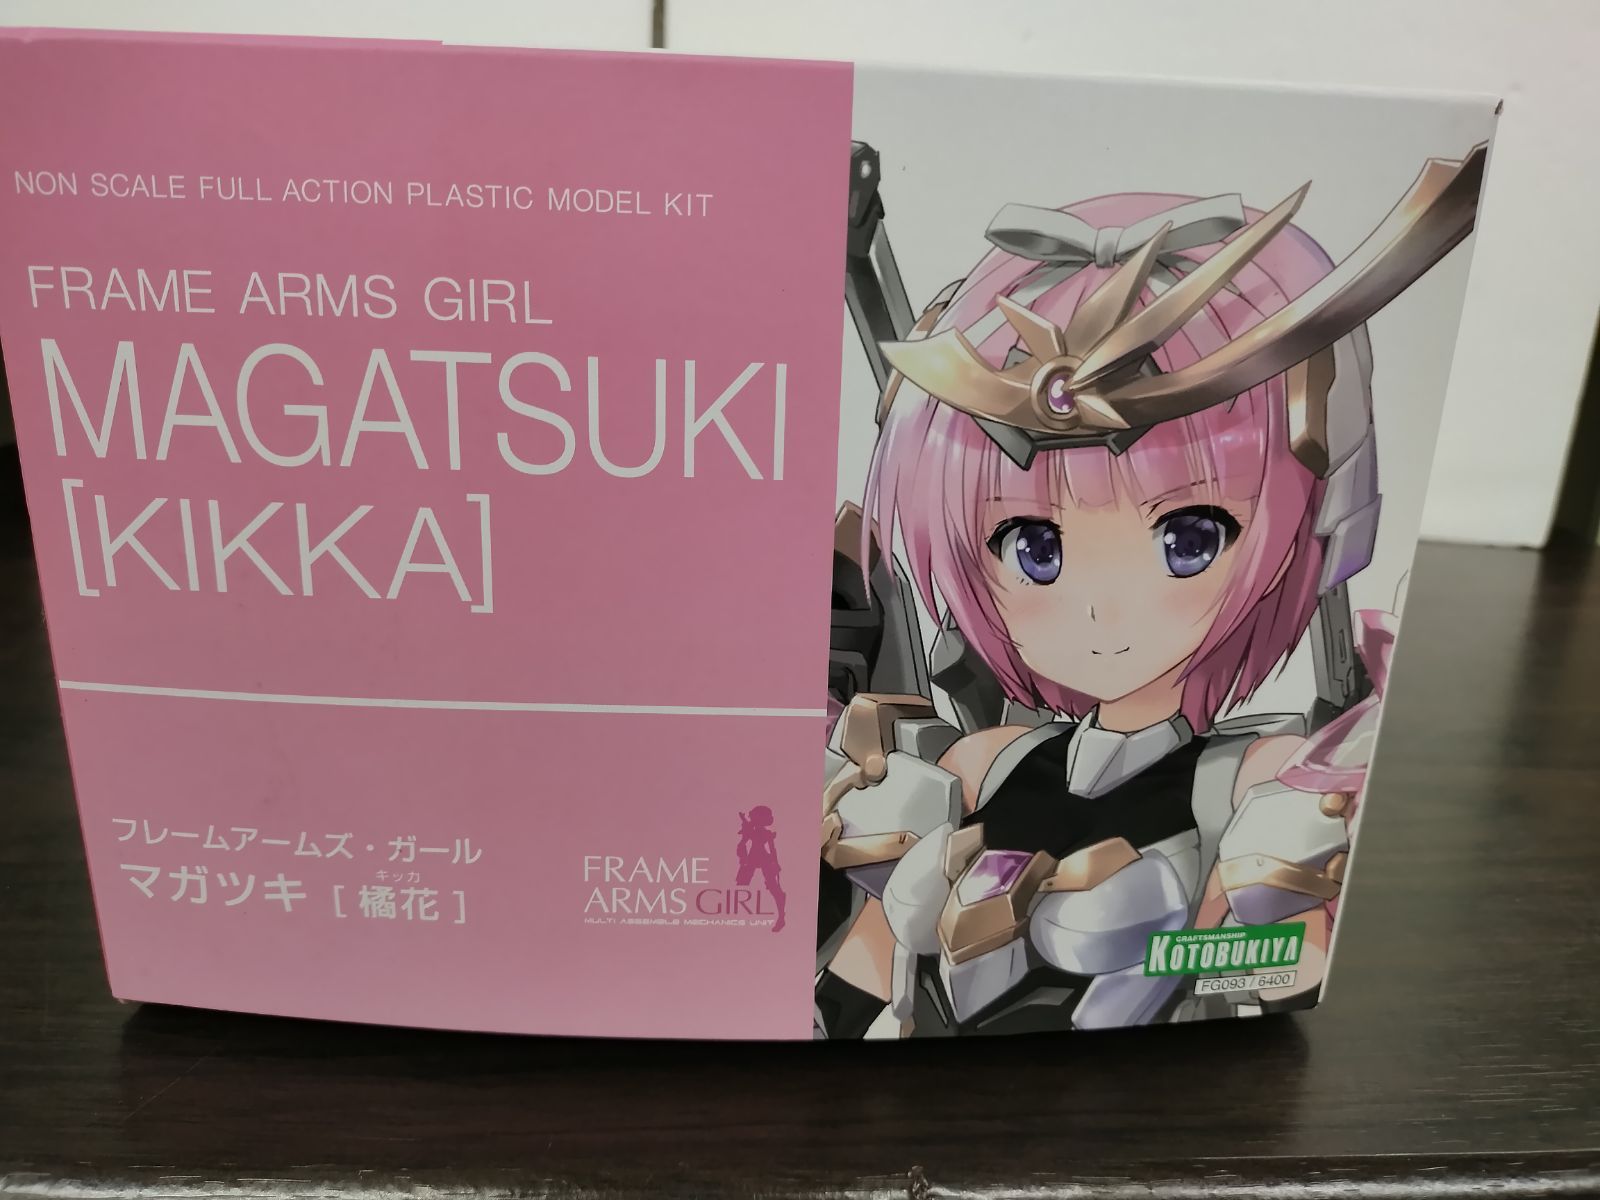 NON SCALE FULL ACTION PLASTIC MODEL KIT
FRAME ARMS GIRL
MAGATSUKI
[KIKKA]
フレームアームズ・ガール
キッカ
マガツキ [ 橘花 ]
FRAME
ARMS GIRL
MULTI ASSEMBLE MECHANICS UNIT
CRAFTSMANSHIP
KOTOBUKIYA
FG093 / 6400